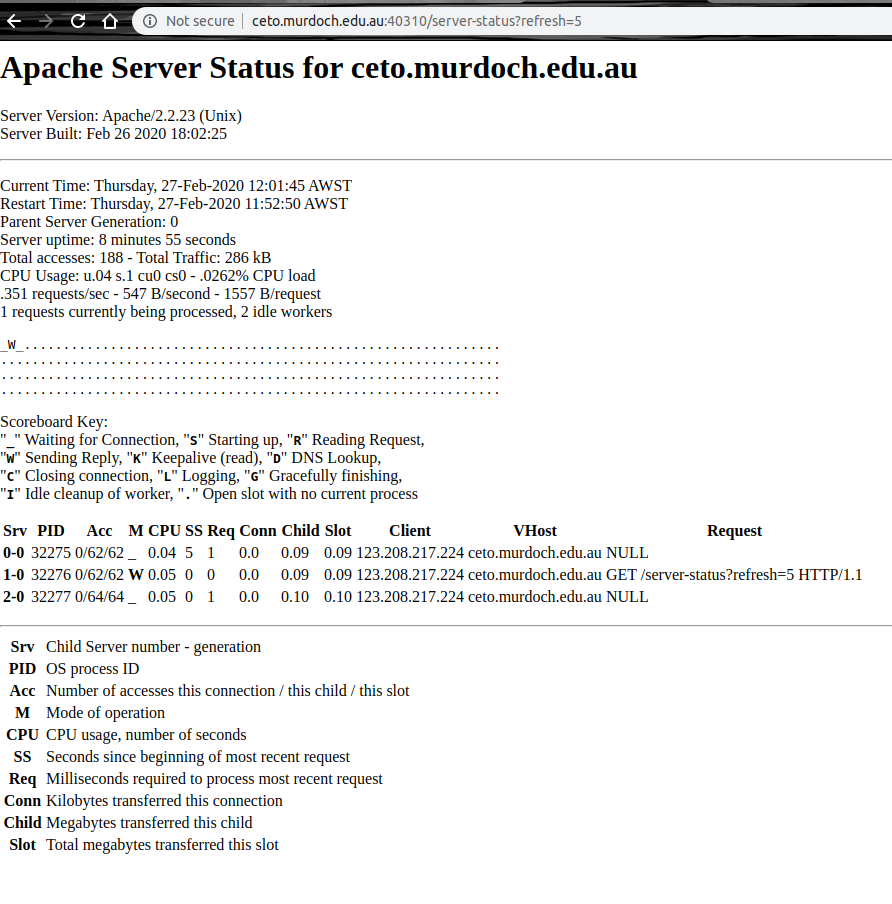 Not secure ceto.murdoch.edu.au:40310/server-status?refresh=5
Apache Server Status for ceto.murdoch.edu.au
Server Version: Apache/2.2.23 (Unix)
Server Built: Feb 26 2020 18:02:25
Current Time: Thursday, 27-Feb-2020 12:01:45 AWST
Restart Time: Thursday, 27-Feb-2020 11:52:50 AWST
Parent Server Generation: 0
Server uptime: 8 minutes 55 seconds
Total accesses: 188 - Total Traffic: 286 kB
CPU Usage: u.04 s.1 cu0 cs0 - .0262% CPU load
.351 requests/sec - 547 B/second - 1557 B/request
1 requests currently being processed, 2 idle workers
_W_.............................................................
................................................................
................................................................
................................................................
Scoreboard Key:
"_" Waiting for Connection, "S" Starting up, "R" Reading Request,
"W" Sending Reply, "K" Keepalive (read), "D" DNS Lookup,
"C" Closing connection, "L" Logging, "G" Gracefully finishing,
"I" Idle cleanup of worker, "." Open slot with no current process
Srv PID Acc M CPU SS Req Conn Child Slot Client VHost Request
0-0 32275 0/62/62 _ 0.04 5 1 0.0 0.09 0.09 123.208.217.224 ceto.murdoch.edu.au NULL
1-0 32276 0/62/62 W 0.05 0 0 0.0 0.09 0.09 123.208.217.224 ceto.murdoch.edu.au GET /server-status?refresh=5 HTTP/1.1
2-0 32277 0/64/64 _ 0.05 0 1 0.0 0.10 0.10 123.208.217.224 ceto.murdoch.edu.au NULL
Srv Child Server number - generation
PID OS process ID
Acc Number of accesses this connection / this child / this slot
M Mode of operation
CPU CPU usage, number of seconds
SS Seconds since beginning of most recent request
Req Milliseconds required to process most recent request
Conn Kilobytes transferred this connection
Child Megabytes transferred this child
Slot Total megabytes transferred this slot